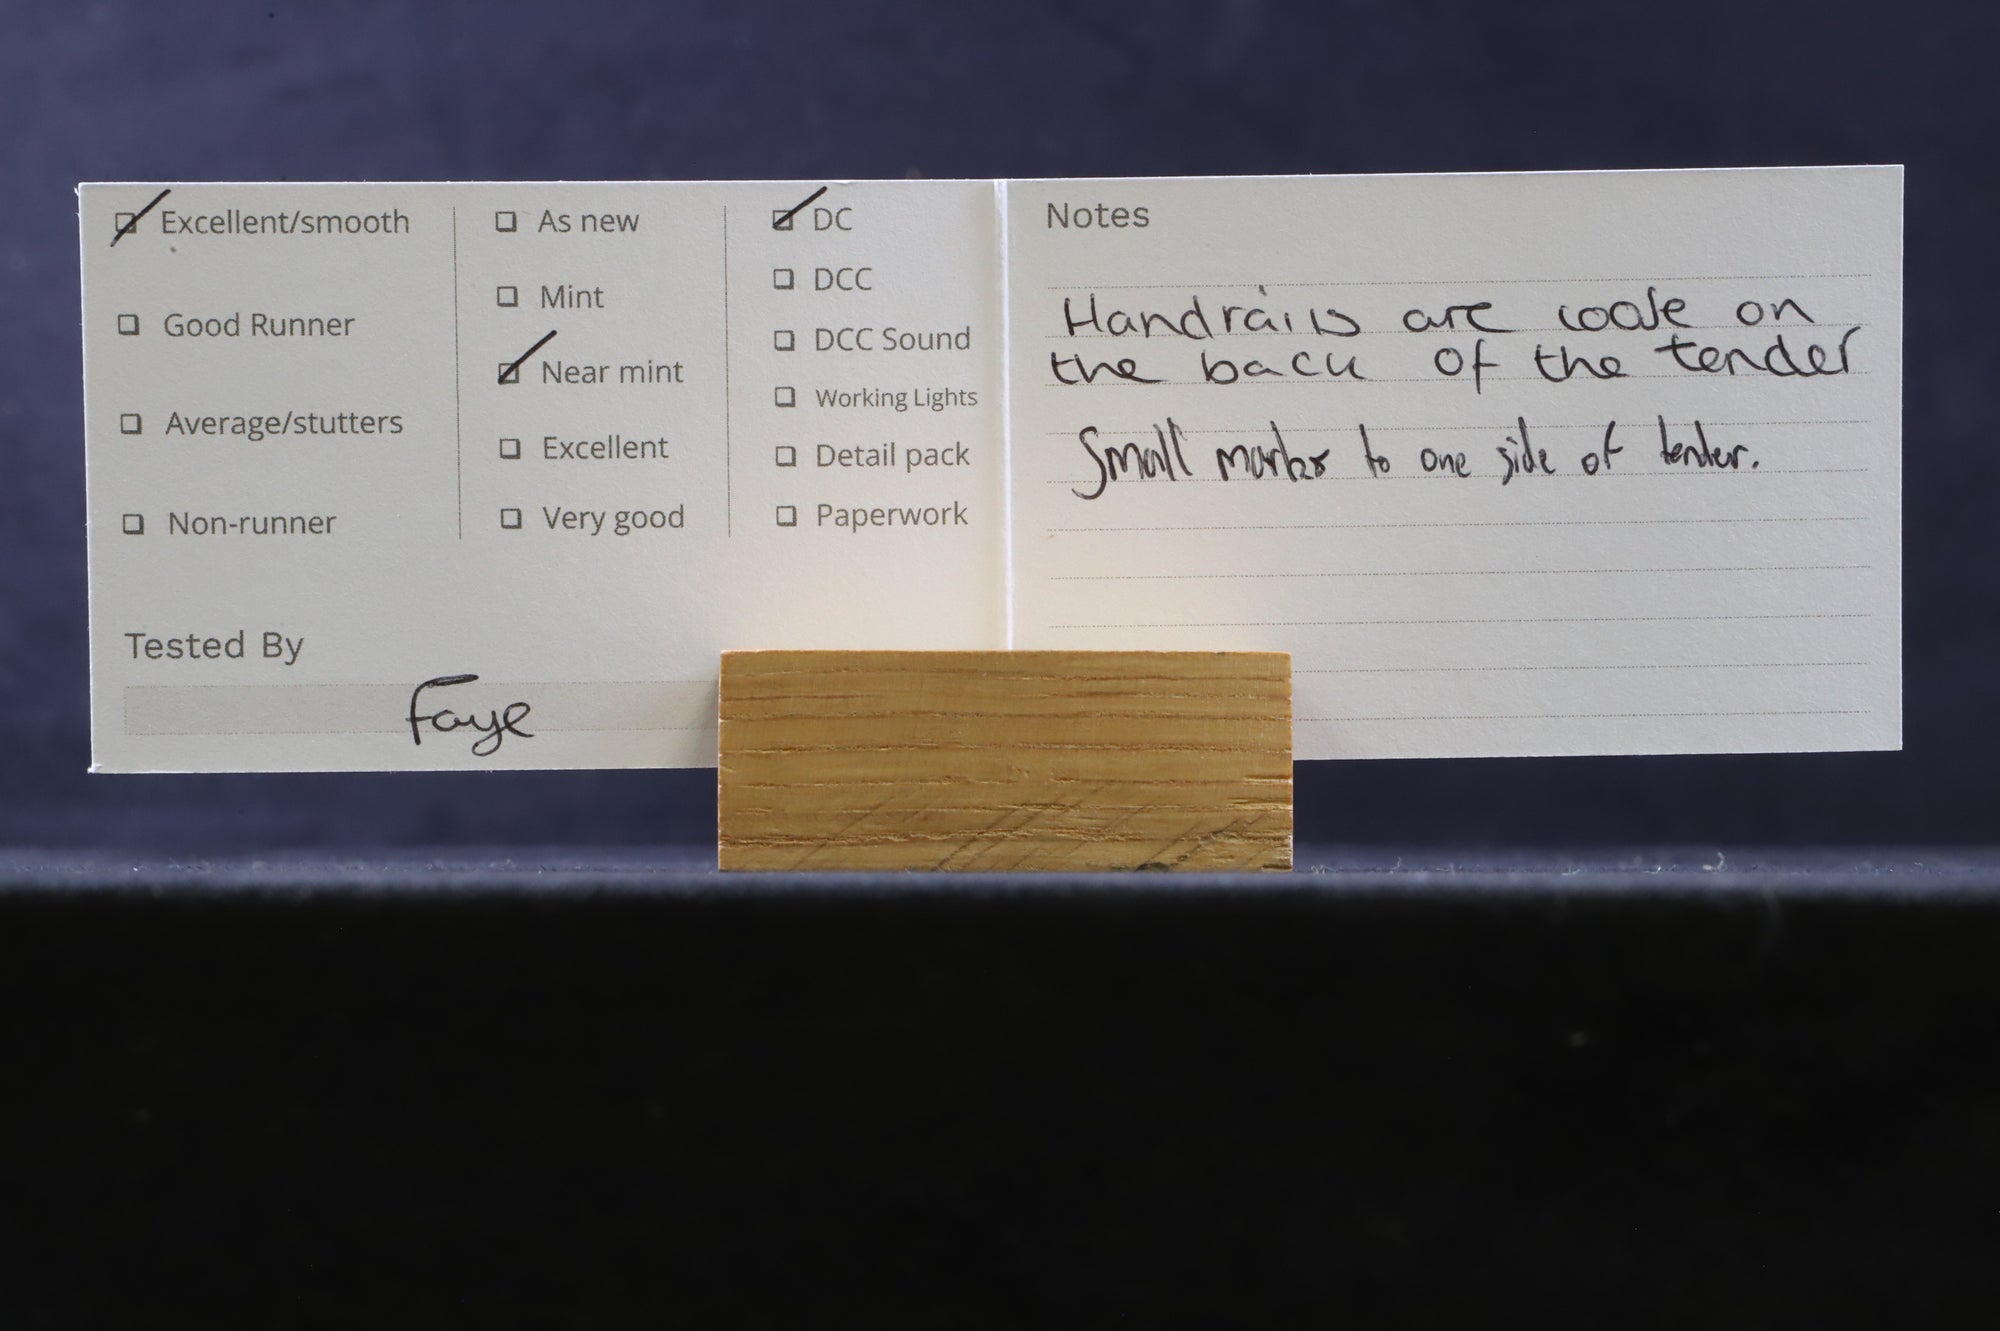 Excellent/smooth
Good Runner
Average/stutters
Non-runner
As new
Mint
Near mint
Excellent
Very good
DC
DCC
DCC Sound
Working Lights
Detail pack
Paperwork
Tested By
Faye
Notes
Handrails are loose on
the back of the tender
Small marks to one side of tender.